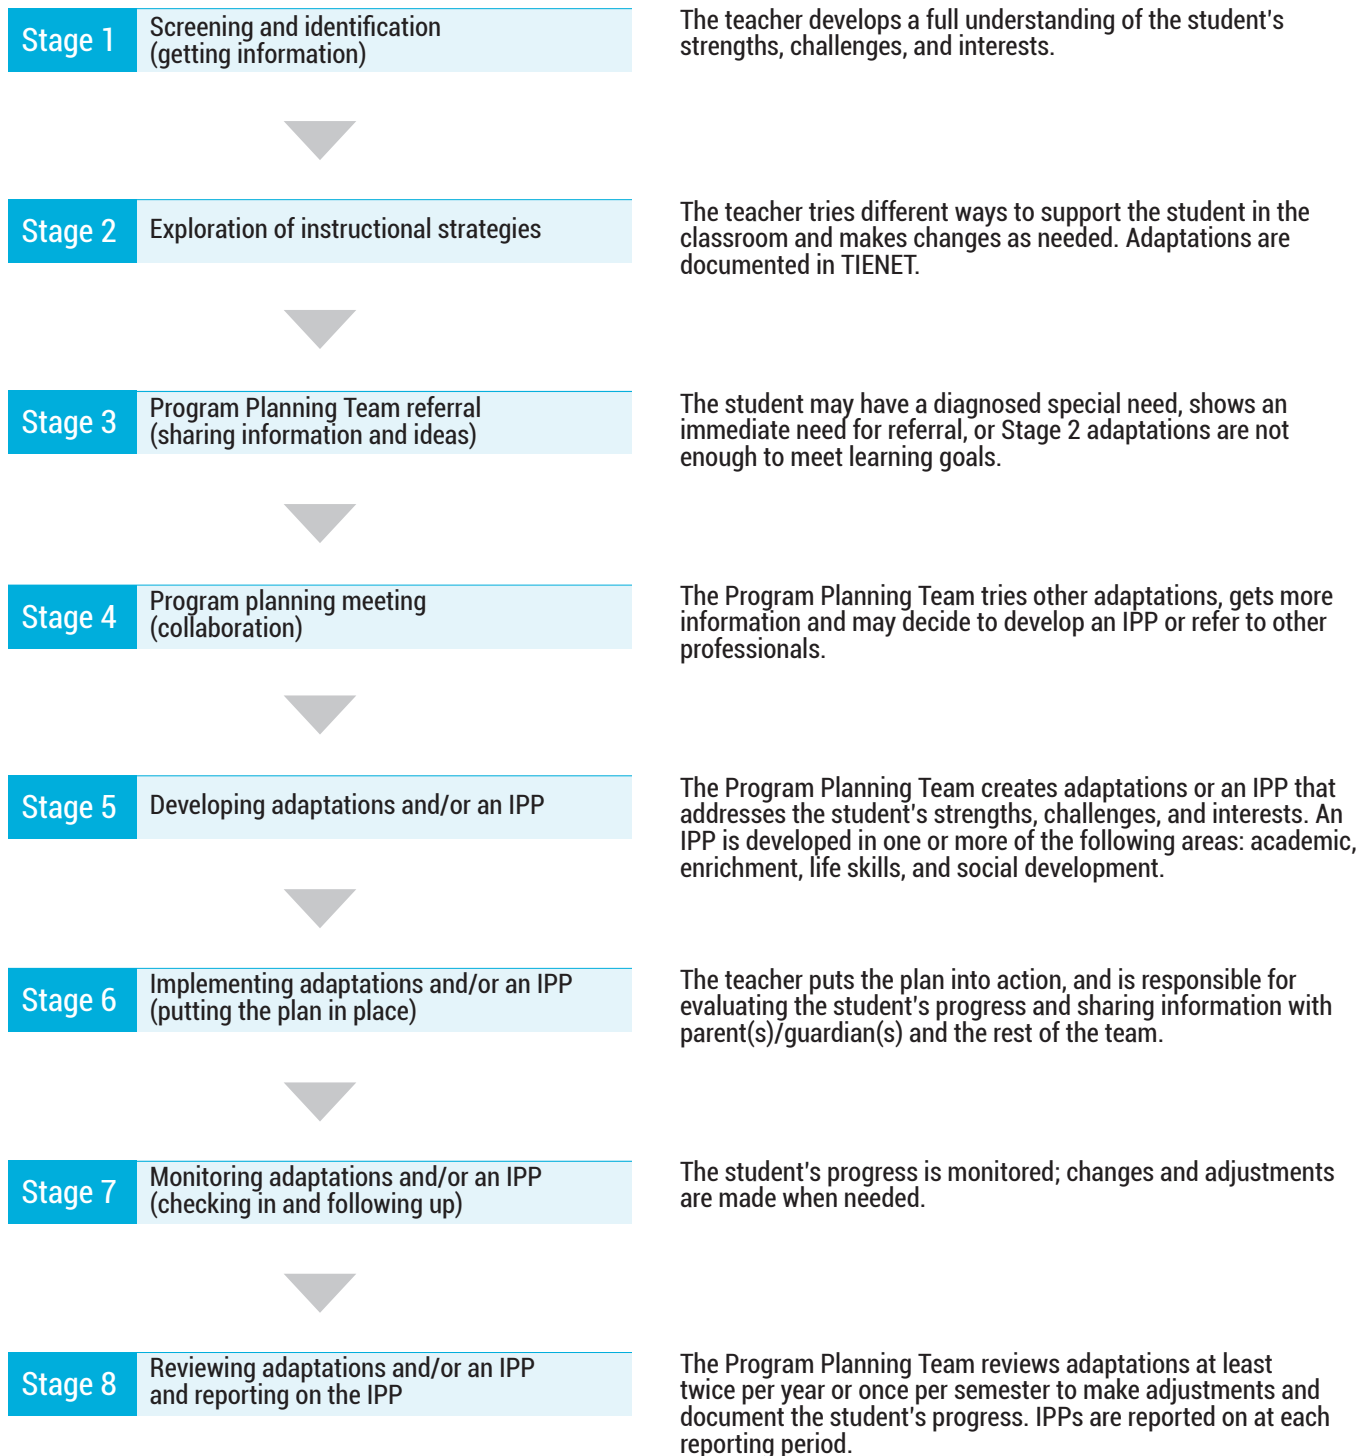 Stage 1
Screening and identification
(getting information)
The teacher develops a full understanding of the student's
strengths, challenges, and interests.
Stage 2
Exploration of instructional strategies
The teacher tries different ways to support the student in the
classroom and makes changes as needed. Adaptations are
documented in TIENET.
Stage 3
Program Planning Team referral
(sharing information and ideas)
The student may have a diagnosed special need, shows an
immediate need for referral, or Stage 2 adaptations are not
enough to meet learning goals.
Stage 4
Program planning meeting
(collaboration)
The Program Planning Team tries other adaptations, gets more
information and may decide to develop an IPP or refer to other
professionals.
Stage 5
Developing adaptations and/or an IPP
The Program Planning Team creates adaptations or an IPP that
addresses the student's strengths, challenges, and interests. An
IPP is developed in one or more of the following areas: academic,
enrichment, life skills, and social development.
Stage 6
Implementing adaptations and/or an IPP
(putting the plan in place)
The teacher puts the plan into action, and is responsible for
evaluating the student's progress and sharing information with
parent(s)/guardian(s) and the rest of the team.
Stage 7
Monitoring adaptations and/or an IPP
(checking in and following up)
The student's progress is monitored; changes and adjustments
are made when needed.
Stage 8
Reviewing adaptations and/or an IPP
and reporting on the IPP
The Program Planning Team reviews adaptations at least
twice per year or once per semester to make adjustments and
document the student's progress. IPPs are reported on at each
reporting period.